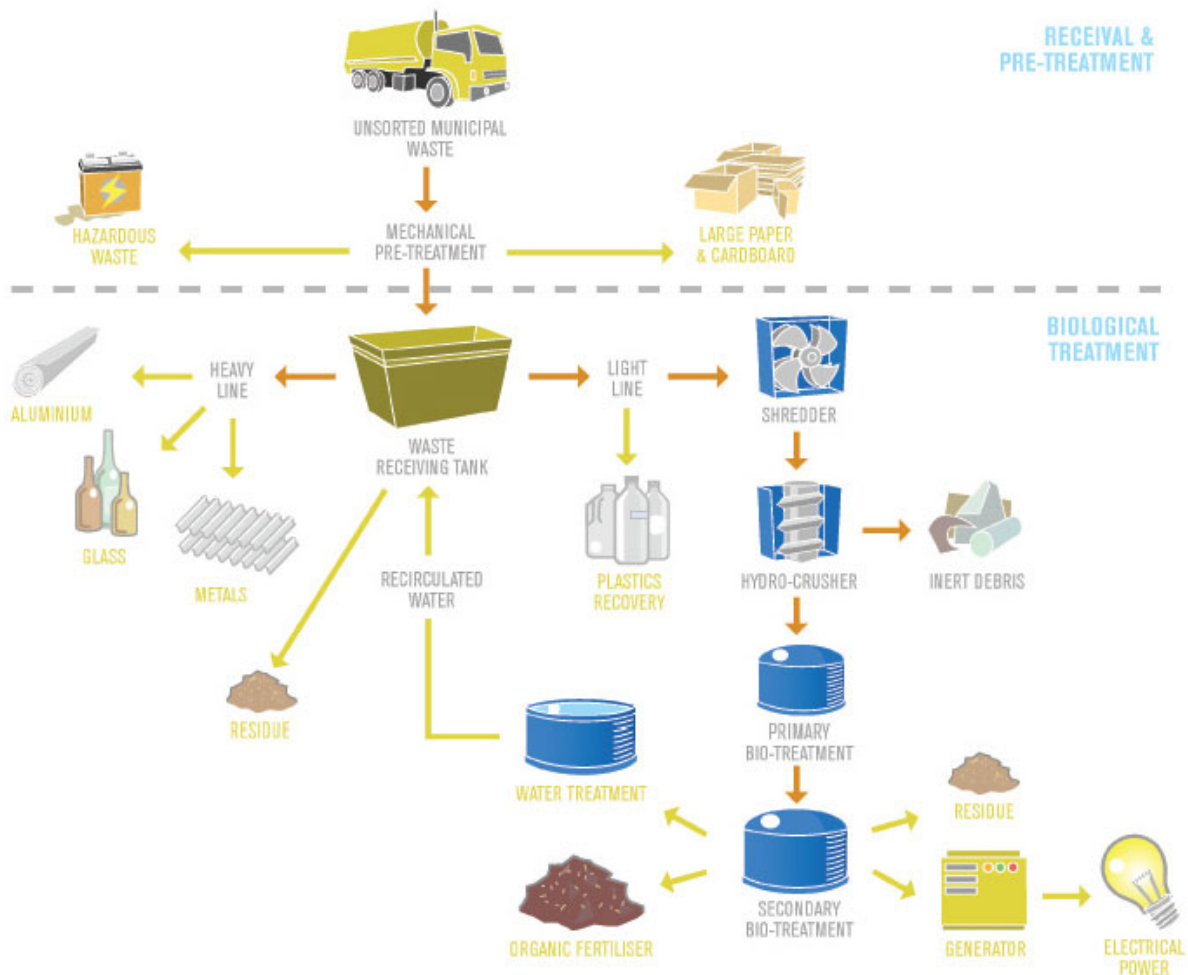 RECEIVAL &
PRE-TREATMENT
UNSORTED MUNICIPAL
WASTE
HAZARDOUS
WASTE
MECHANICAL
PRE-TREATMENT
LARGE PAPER
& CARDBOARD
BIOLOGICAL
TREATMENT
ALUMINIUM
HEAVY
LINE
WASTE
RECEIVING TANK
LIGHT
LINE
SHREDDER
GLASS
METALS
RECIRCULATED
WATER
PLASTICS
RECOVERY
HYDRO-CRUSHER
INERT DEBRIS
RESIDUE
PRIMARY
BIO-TREATMENT
WATER TREATMENT
RESIDUE
ORGANIC FERTILISER
SECONDARY
BIO-TREATMENT
GENERATOR
ELECTRICAL
POWER